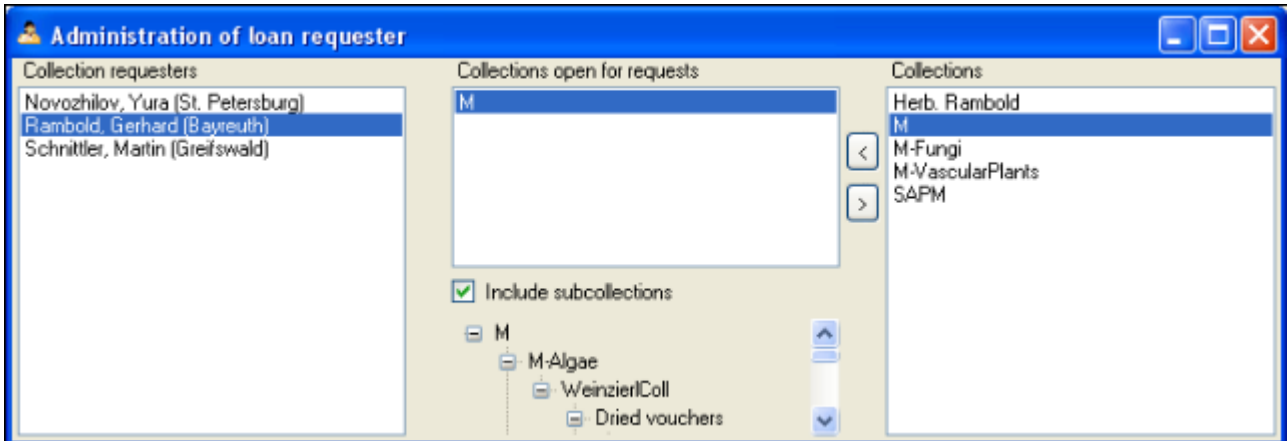 Administration of loan requester
Collection requesters
Novozhilov, Yura (St. Petersburg)
Rambold, Gerhard (Bayreuth)
Schnittler, Martin (Greifswald)
Collections open for requests
M
<
>
Include subcollections
M
M-Algae
WeinzierlColl
Dried vouchers
Collections
Herb. Rambold
M
M-Fungi
M-VascularPlants
SAPM